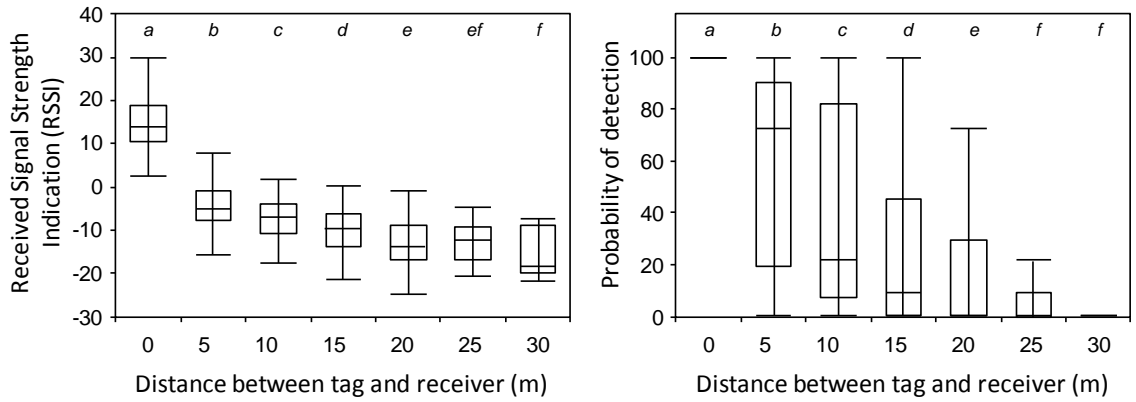 Received Signal Strength
Indication (RSSI)
40
30
20
10
0
-10
-20
-30
a b c d e ef f
0 5 10 15 20 25 30
Distance between tag and receiver (m)
Probability of detection
100
80
60
40
20
0
a b c d e f f
0 5 10 15 20 25 30
Distance between tag and receiver (m)